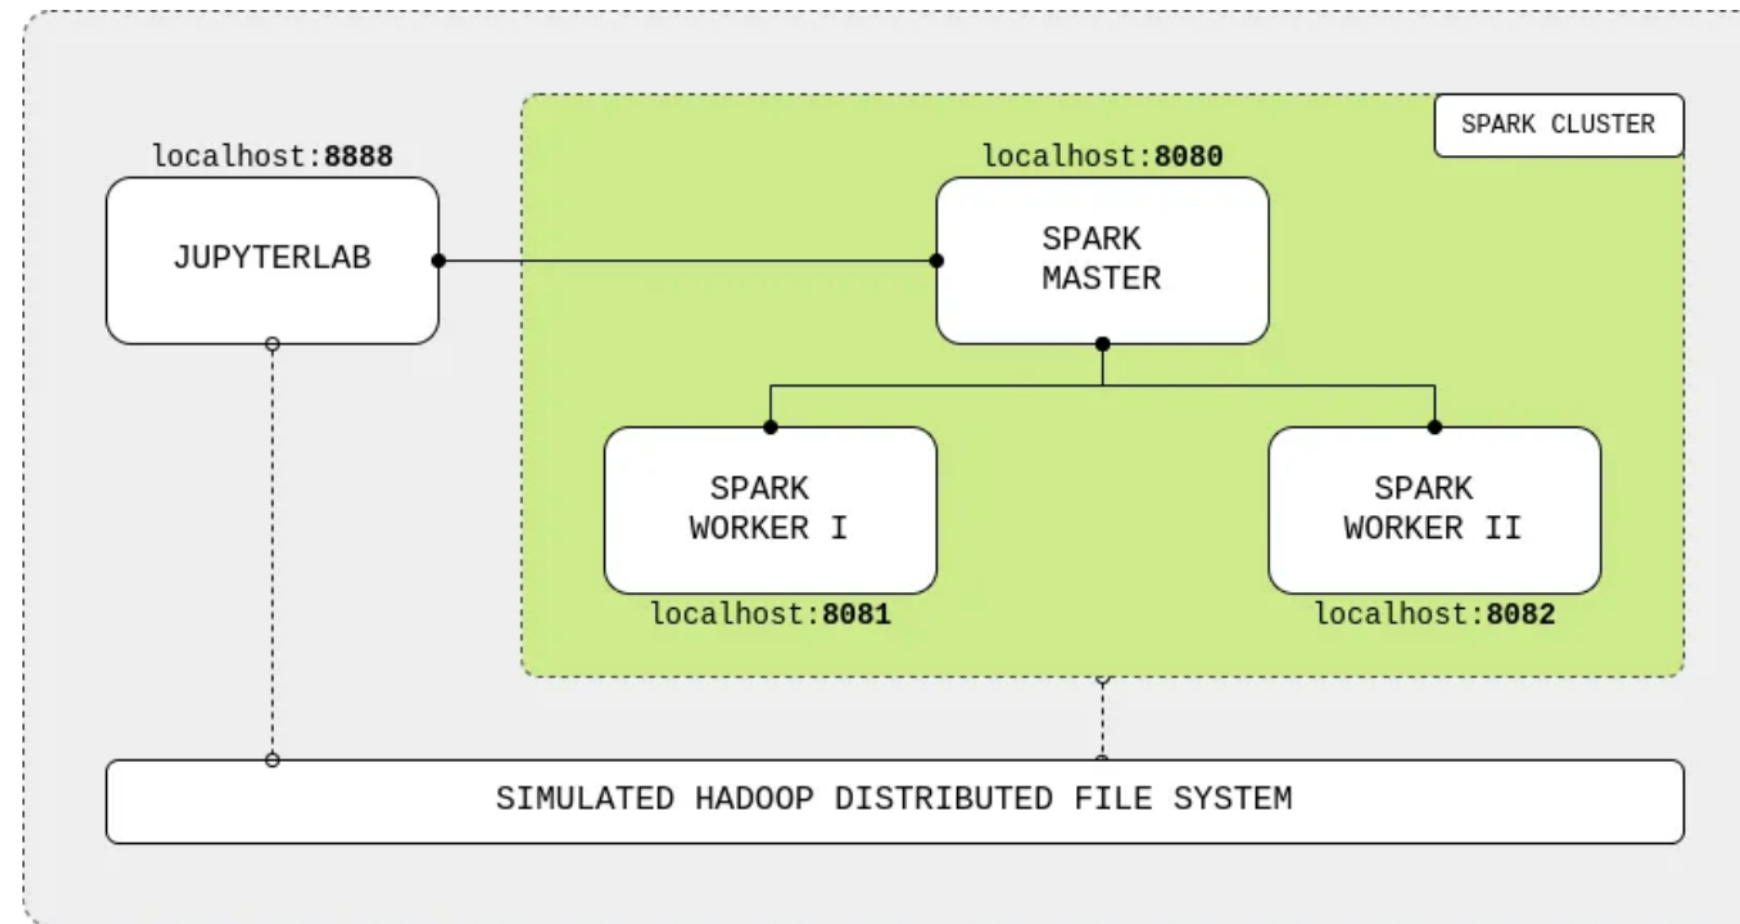 SPARK CLUSTER
localhost:8888
localhost:8080
JUPYTERLAB
SPARK
MASTER
SPARK
WORKER I
SPARK
WORKER II
localhost:8081
localhost:8082
SIMULATED HADOOP DISTRIBUTED FILE SYSTEM